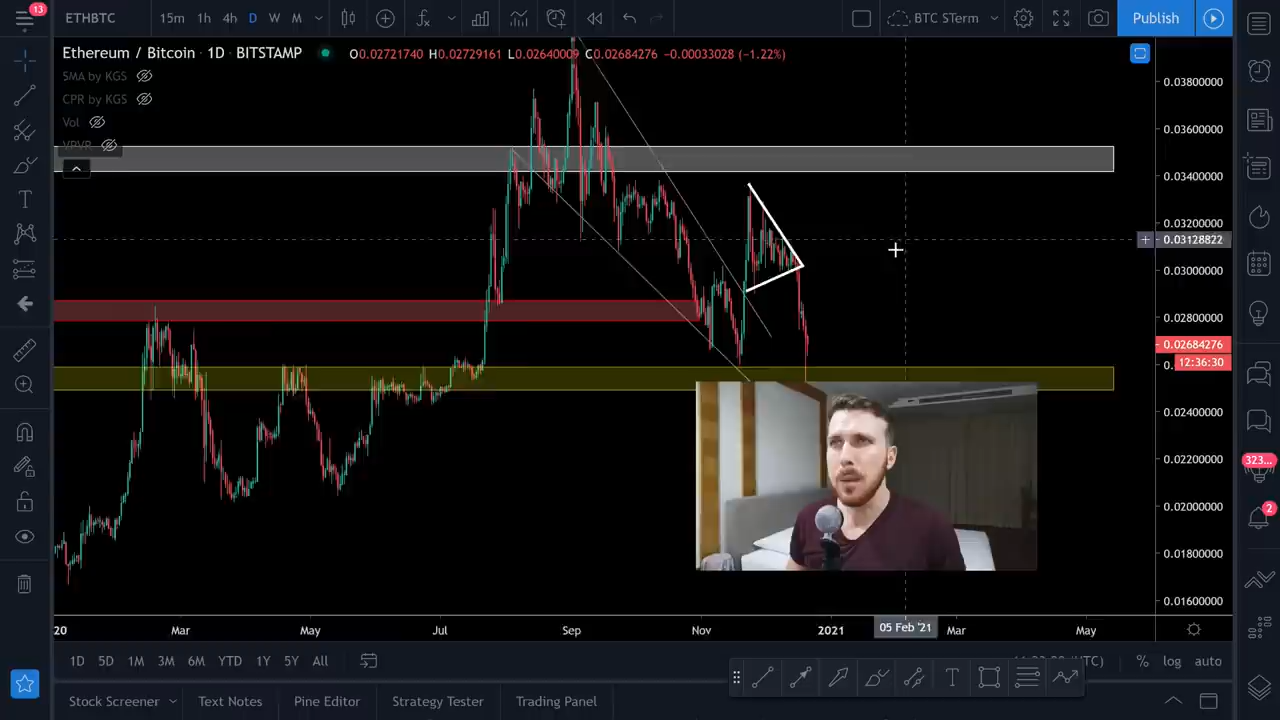 13
ETHBTC
15m 1h 4h D W M
BTC STerm
Publish
Ethereum / Bitcoin · 1D · BITSTAMP
O0.02721740 H0.02729161 L0.02640009 C0.02684276 −0.00033028 (−1.22%)
SMA by KGS
CPR by KGS
Vol
VPVR
0.03800000
0.03600000
0.03400000
0.03200000
0.03128822
0.03000000
0.02800000
0.02684276
12:36:30
0.02400000
0.02200000
0.02000000
0.01800000
0.01600000
323...
2
20 Mar May Jul Sep Nov 2021 05 Feb '21 Mar May
1D 5D 1M 3M 6M YTD 1Y 5Y All
(UTC) % log auto
Stock Screener Text Notes Pine Editor Strategy Tester Trading Panel